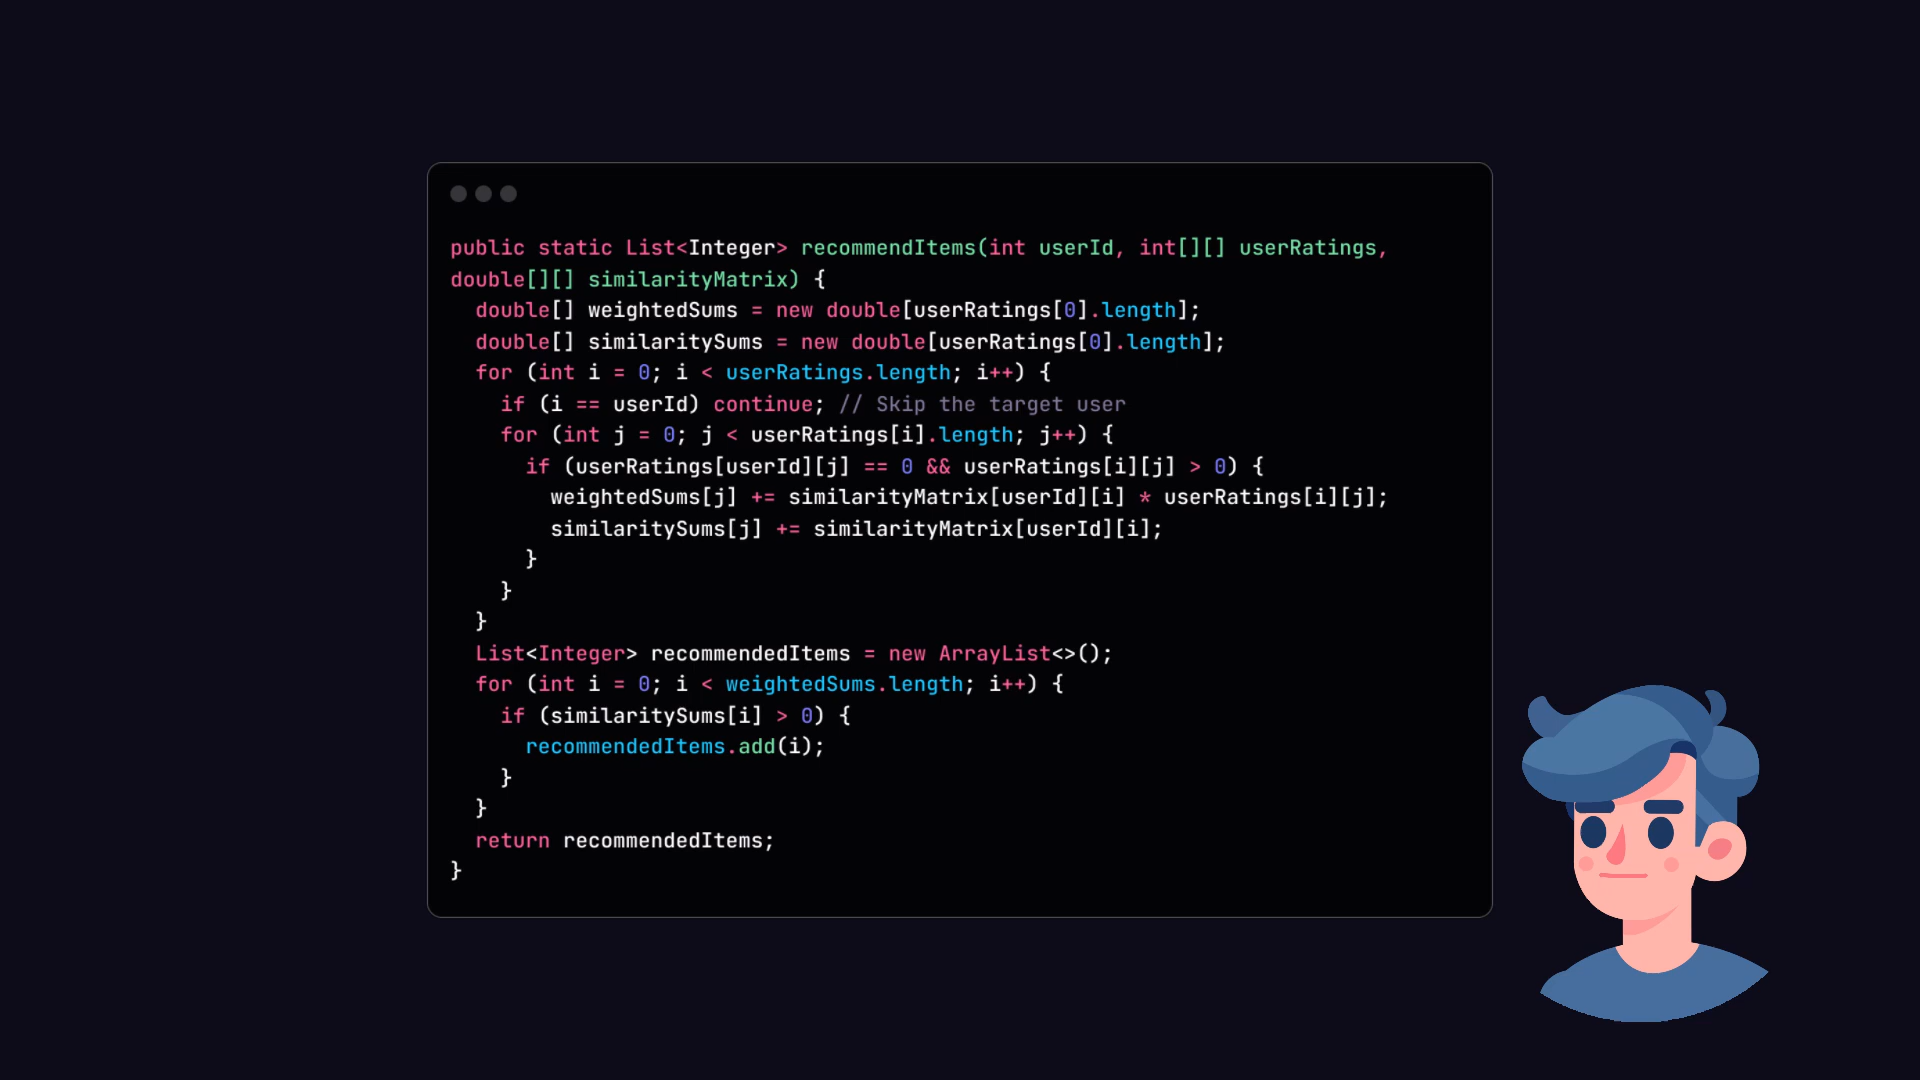 public static List<Integer> recommendItems(int userId, int[][] userRatings,
double[][] similarityMatrix) {
  double[] weightedSums = new double[userRatings[0].length];
  double[] similaritySums = new double[userRatings[0].length];
  for (int i = 0; i < userRatings.length; i++) {
    if (i == userId) continue; // Skip the target user
    for (int j = 0; j < userRatings[i].length; j++) {
      if (userRatings[userId][j] == 0 && userRatings[i][j] > 0) {
        weightedSums[j] += similarityMatrix[userId][i] * userRatings[i][j];
        similaritySums[j] += similarityMatrix[userId][i];
      }
    }
  }
  List<Integer> recommendedItems = new ArrayList<>();
  for (int i = 0; i < weightedSums.length; i++) {
    if (similaritySums[i] > 0) {
      recommendedItems.add(i);
    }
  }
  return recommendedItems;
}